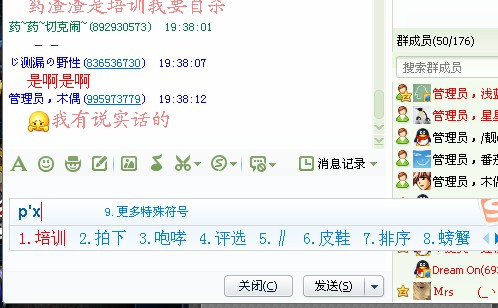 药渣渣是培训我要自杀
药~药~切克闹~(892930573) 19:38:01
— —
ジ测漏の野性(836536730) 19:38:07
是啊是啊
管理员，木偶(995973779) 19:38:12
我有说实话的
消息记录
p'x
9.更多特殊符号
1.培训 2.拍下 3.咆哮 4.评选 5.∥ 6.皮鞋 7.排序 8.螃蟹
关闭(C) 发送(S)
群成员(50/176)
搜索群成员
管理员，浅蓝
管理员，星星
管理员，/靓
管理员，番茄
管理员，木偶
Dream On(693
Mrs (_丶